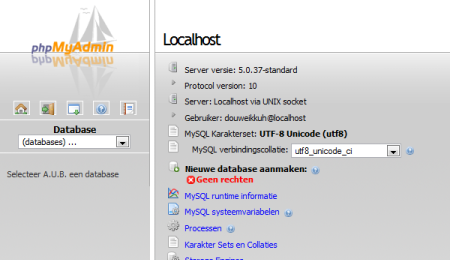 phpMyAdmin
Database
(databases) ...
Selecteer A.U.B. een database
Localhost
Server versie: 5.0.37-standard
Protocol version: 10
Server: Localhost via UNIX socket
Gebruiker: douweikkuh@localhost
MySQL Karakterset: UTF-8 Unicode (utf8)
MySQL verbindingscollatie: utf8_unicode_ci
Nieuwe database aanmaken:
Geen rechten
MySQL runtime informatie
MySQL systeemvariabelen
Processen
Karakter Sets en Collaties
Storage Engines